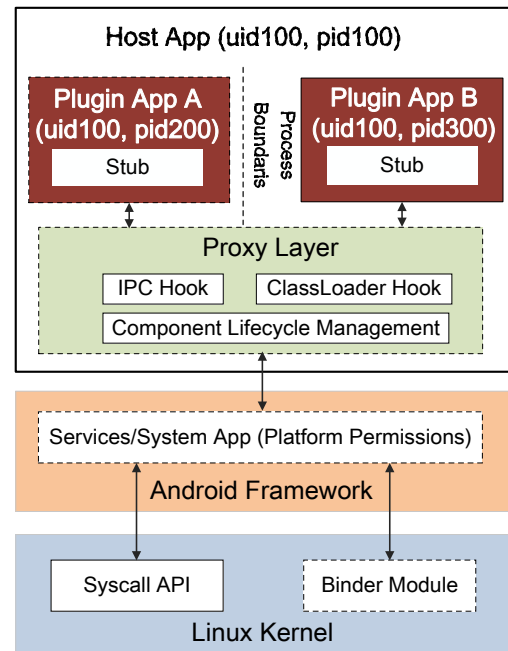 Host App (uid100, pid100)
Plugin App A
(uid100, pid200)
Stub
Process
Boundaris
Plugin App B
(uid100, pid300)
Stub
Proxy Layer
IPC Hook
ClassLoader Hook
Component Lifecycle Management
Services/System App (Platform Permissions)
Android Framework
Syscall API
Binder Module
Linux Kernel